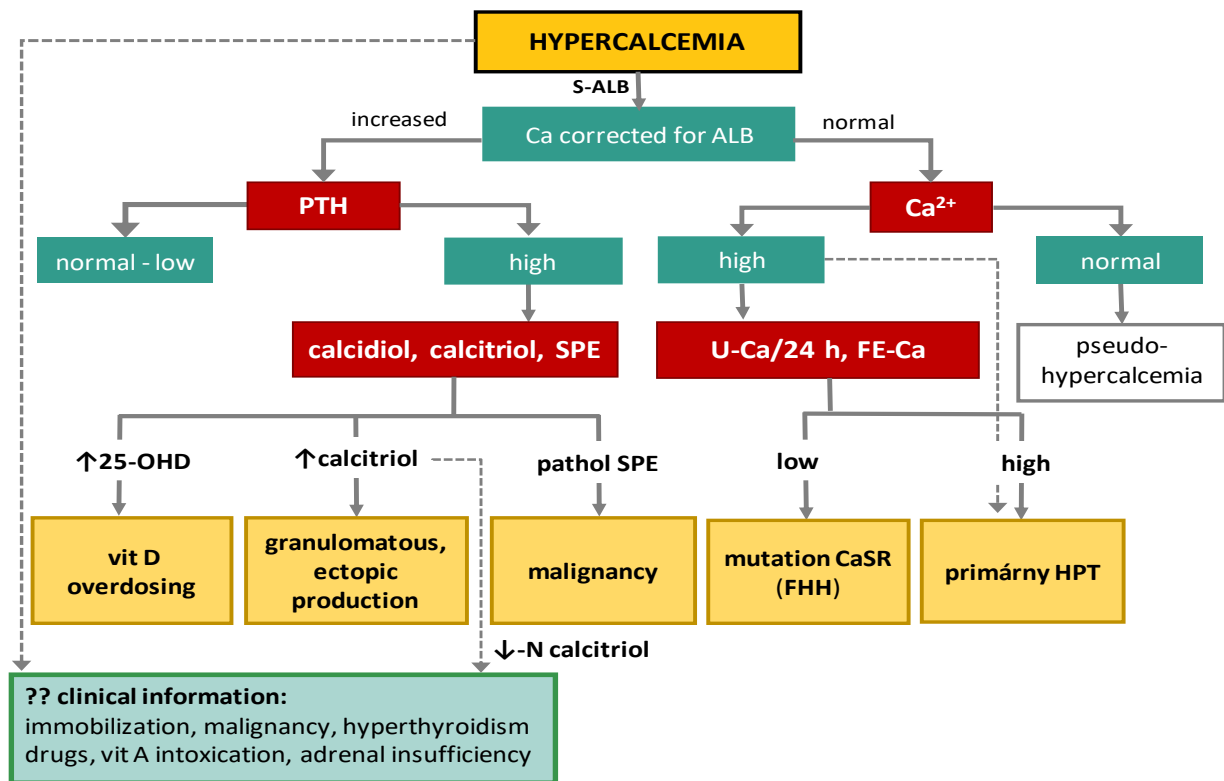 HYPERCALCEMIA
S-ALB
increased
Ca corrected for ALB
normal
PTH
Ca²⁺
normal - low
high
high
normal
calcidiol, calcitriol, SPE
U-Ca/24 h, FE-Ca
pseudo-
hypercalcemia
↑25-OHD
↑calcitriol
pathol SPE
low
high
vit D
overdosing
granulomatous,
ectopic
production
malignancy
mutation CaSR
(FHH)
primárny HPT
↓-N calcitriol
?? clinical information:
immobilization, malignancy, hyperthyroidism
drugs, vit A intoxication, adrenal insufficiency